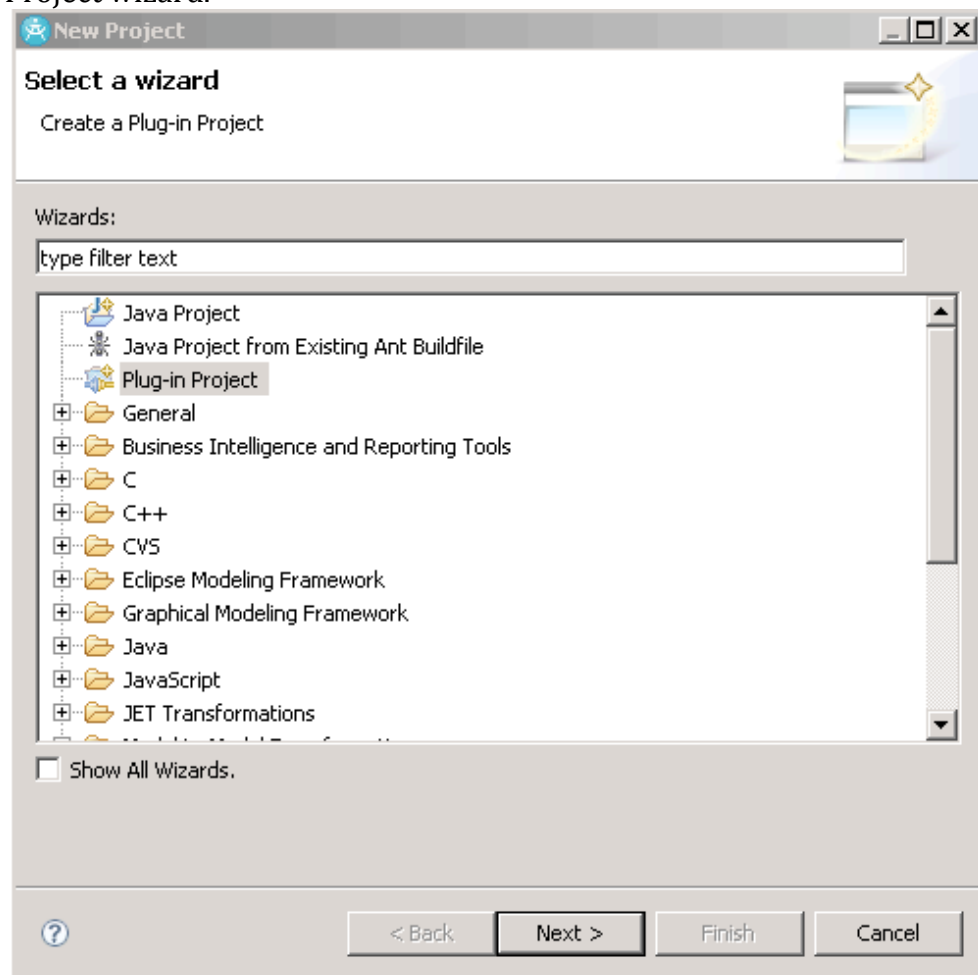 Project wizard.
New Project
Select a wizard
Create a Plug-in Project
Wizards:
type filter text
Java Project
Java Project from Existing Ant Buildfile
Plug-in Project
General
Business Intelligence and Reporting Tools
C
C++
CVS
Eclipse Modeling Framework
Graphical Modeling Framework
Java
JavaScript
JET Transformations
Show All Wizards.
< Back Next > Finish Cancel